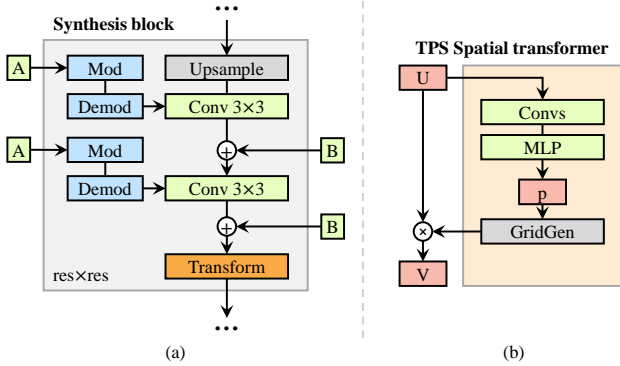 ...
Synthesis block
A
Mod
Upsample
Demod
Conv 3×3
+
B
A
Mod
Demod
Conv 3×3
+
B
Transform
res×res
...
(a)
TPS Spatial transformer
U
Convs
MLP
p
GridGen
×
V
(b)